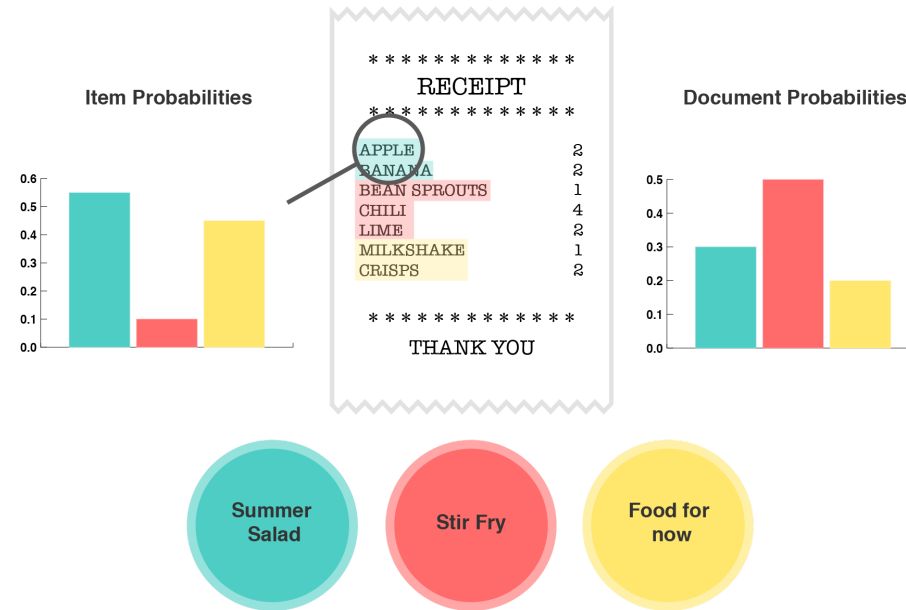 Item Probabilities
0.6
0.5
0.4
0.3
0.2
0.1
0.0
* * * * * * * * * * * * *
RECEIPT
* * * * * * * * * * * * *
APPLE 2
BANANA 2
BEAN SPROUTS 1
CHILI 4
LIME 2
MILKSHAKE 1
CRISPS 2
* * * * * * * * * * * * *
THANK YOU
Document Probabilities
0.5
0.4
0.3
0.2
0.1
0.0
Summer
Salad
Stir Fry
Food for
now